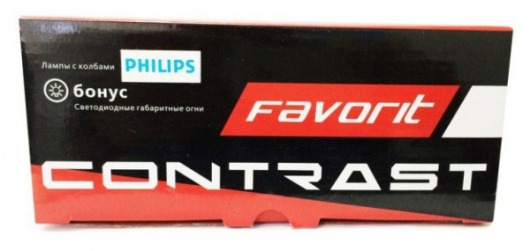 Лампы с колбами PHILIPS
бонус
Светодиодные габаритные огни
Favorit
CONTRAST